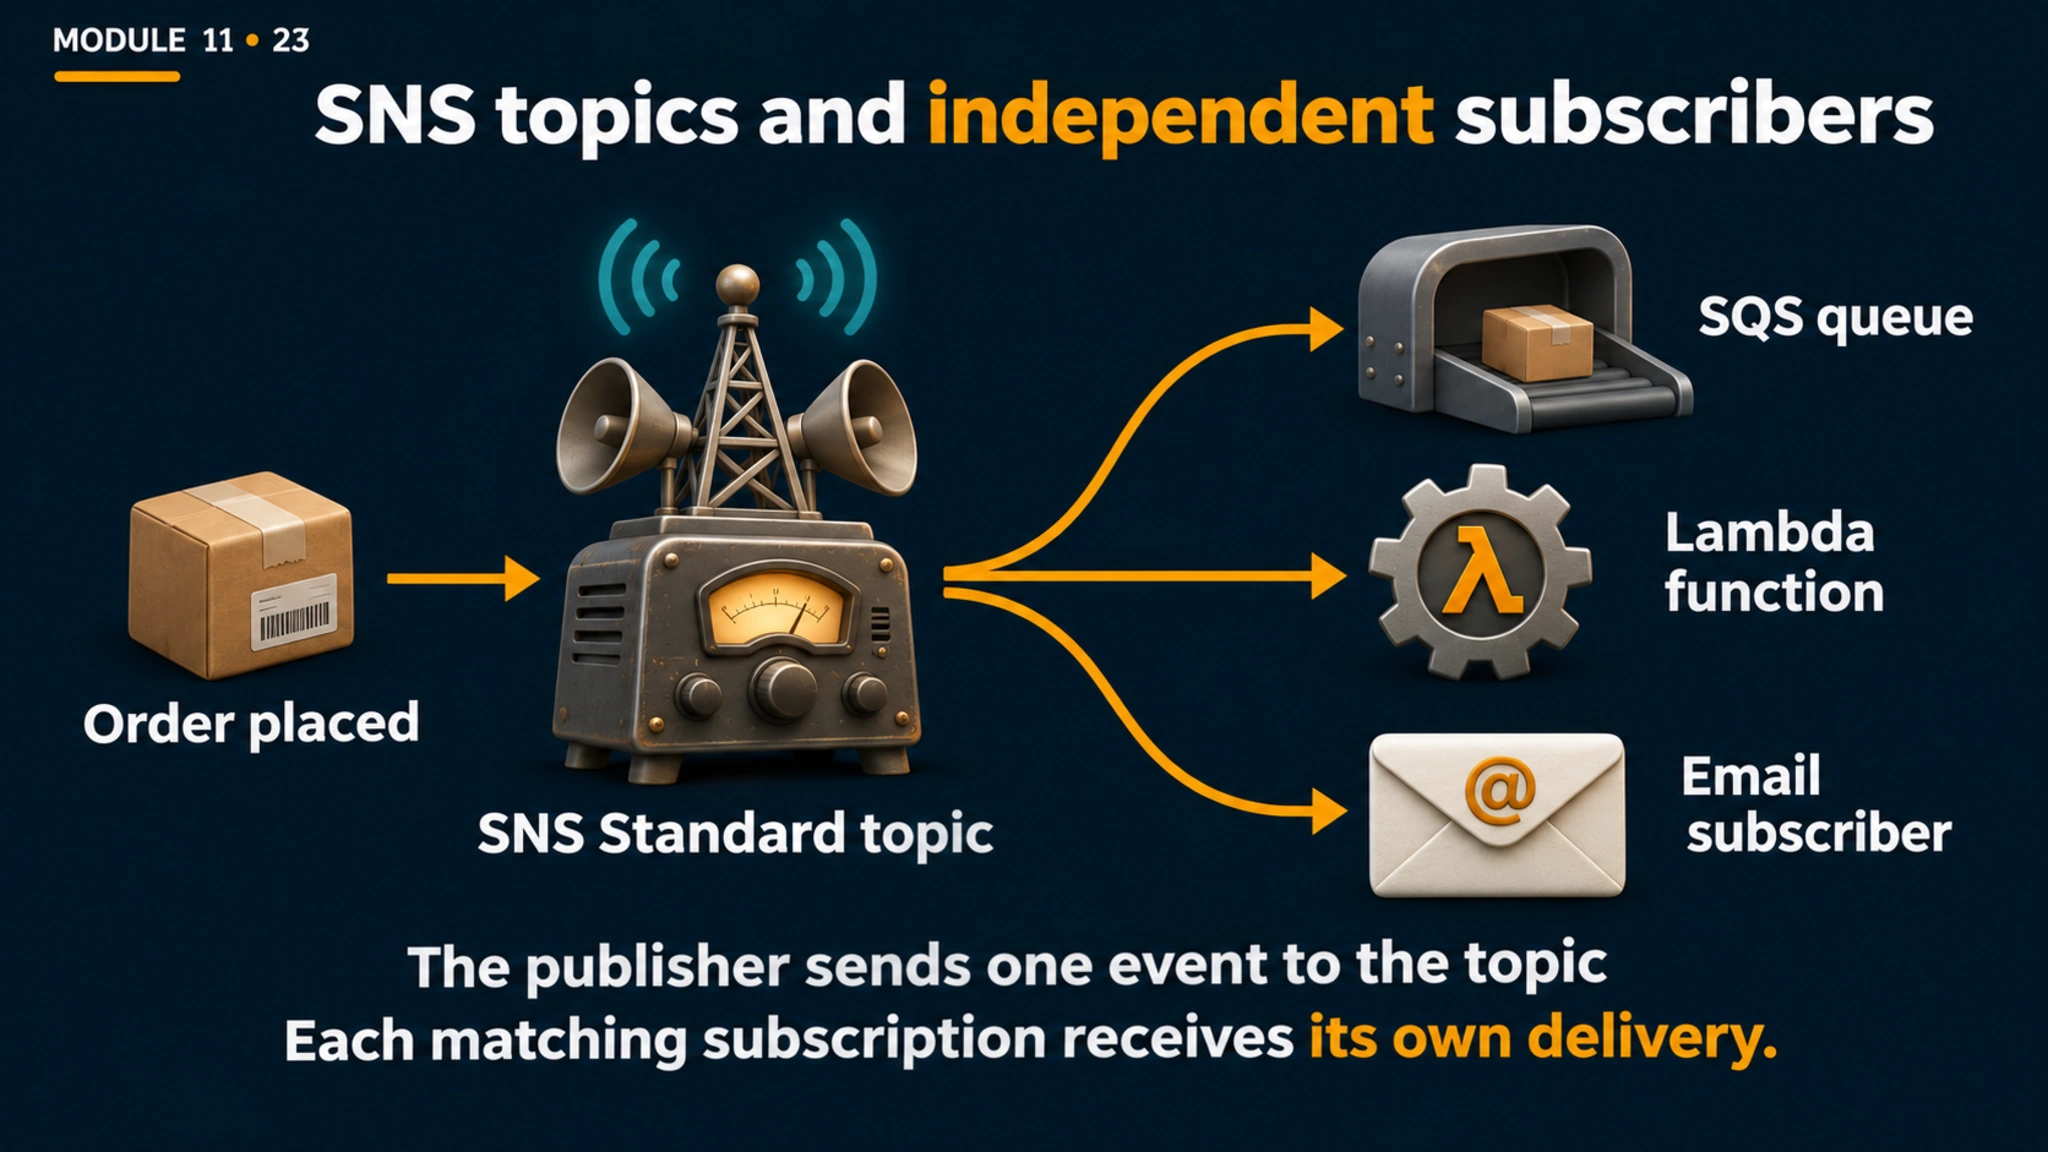 MODULE 11 • 23
SNS topics and independent subscribers
SQS queue
Lambda
function
Order placed
Email
subscriber
SNS Standard topic
The publisher sends one event to the topic
Each matching subscription receives its own delivery.